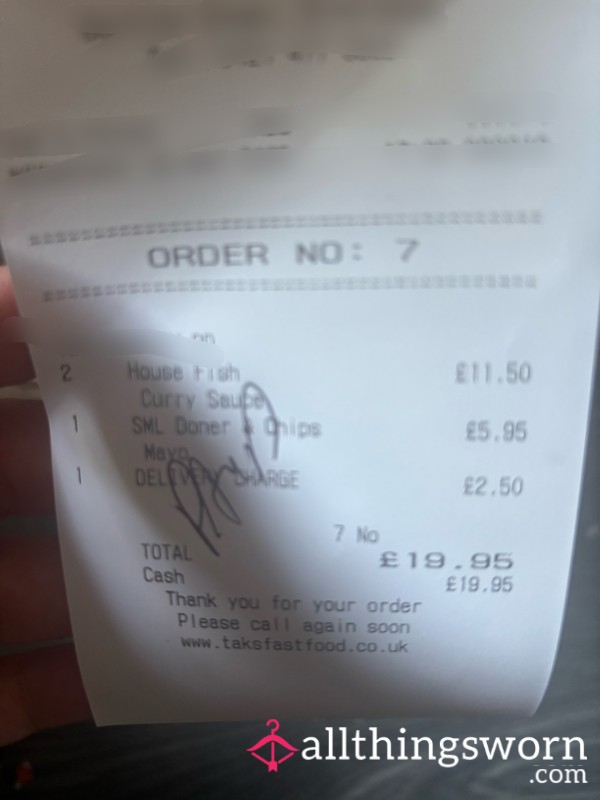 ORDER NO: 7
2 House Fish £11.50
Curry Sauce
1 SML Doner & Chips £5.95
Mayo
1 DELIVERY CHARGE £2.50
7 No
TOTAL £19.95
Cash £19.95
Thank you for your order
Please call again soon
www.taksfastfood.co.uk
allthingsworn
.com